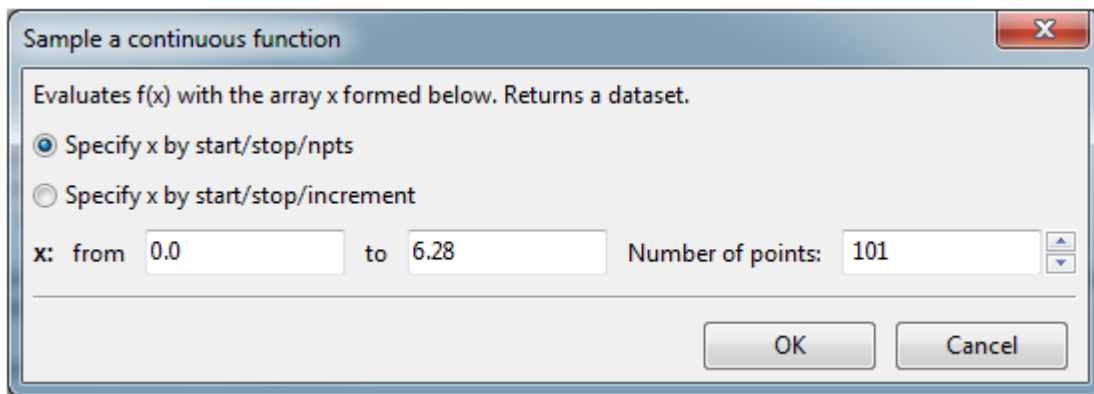 Sample a continuous function
Evaluates f(x) with the array x formed below. Returns a dataset.
Specify x by start/stop/npts
Specify x by start/stop/increment
x: from 0.0 to 6.28 Number of points: 101
OK Cancel